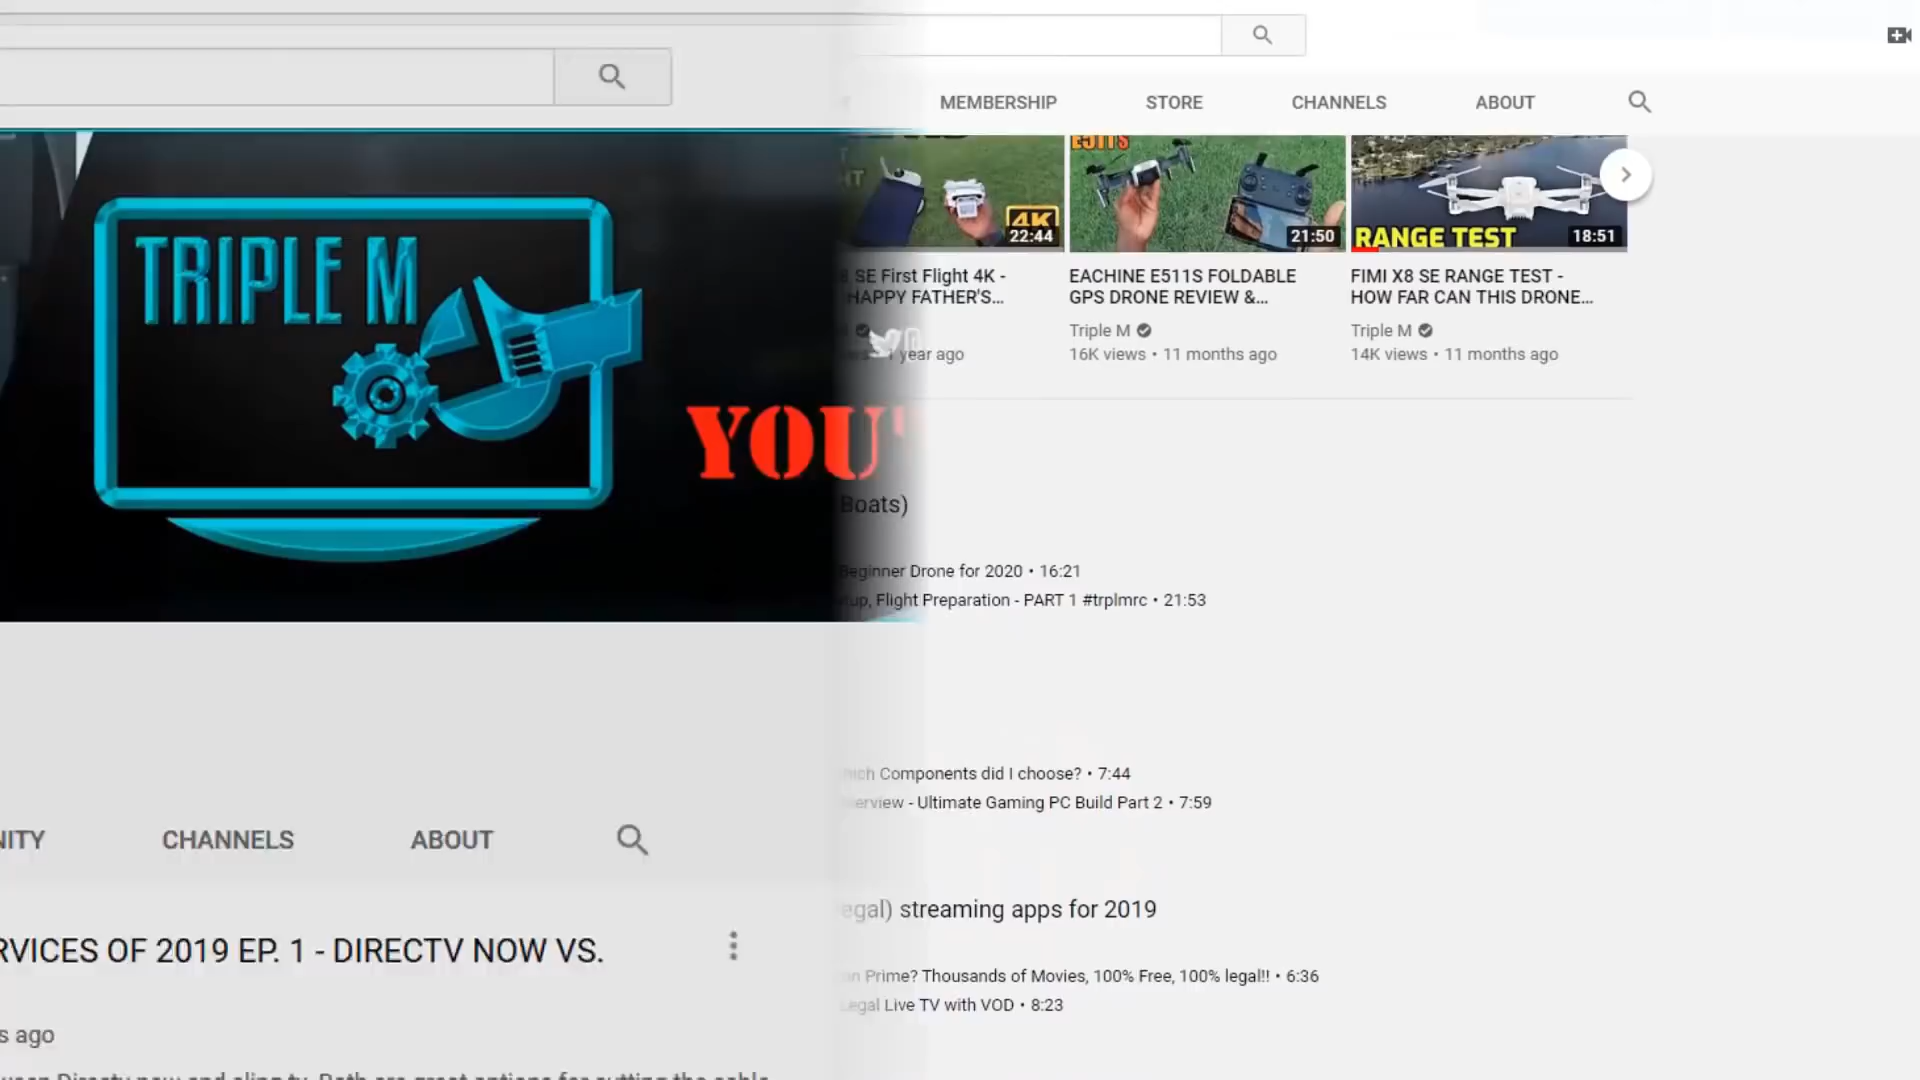 MEMBERSHIP STORE CHANNELS ABOUT
TRIPLE M
E511S
4K
22:44
21:50
RANGE TEST
18:51
SE First Flight 4K -
HAPPY FATHER'S...
EACHINE E511S FOLDABLE
GPS DRONE REVIEW &...
FIMI X8 SE RANGE TEST -
HOW FAR CAN THIS DRONE...
Triple M
Triple M
1 year ago
16K views • 11 months ago
14K views • 11 months ago
YOU
Boats)
Beginner Drone for 2020 • 16:21
Flight Preparation - PART 1 #trplmrc • 21:53
Components did I choose? • 7:44
- Ultimate Gaming PC Build Part 2 • 7:59
CHANNELS ABOUT
streaming apps for 2019
OF 2019 EP. 1 - DIRECTV NOW VS.
Prime? Thousands of Movies, 100% Free, 100% legal!! • 6:36
Legal Live TV with VOD • 8:23
ago